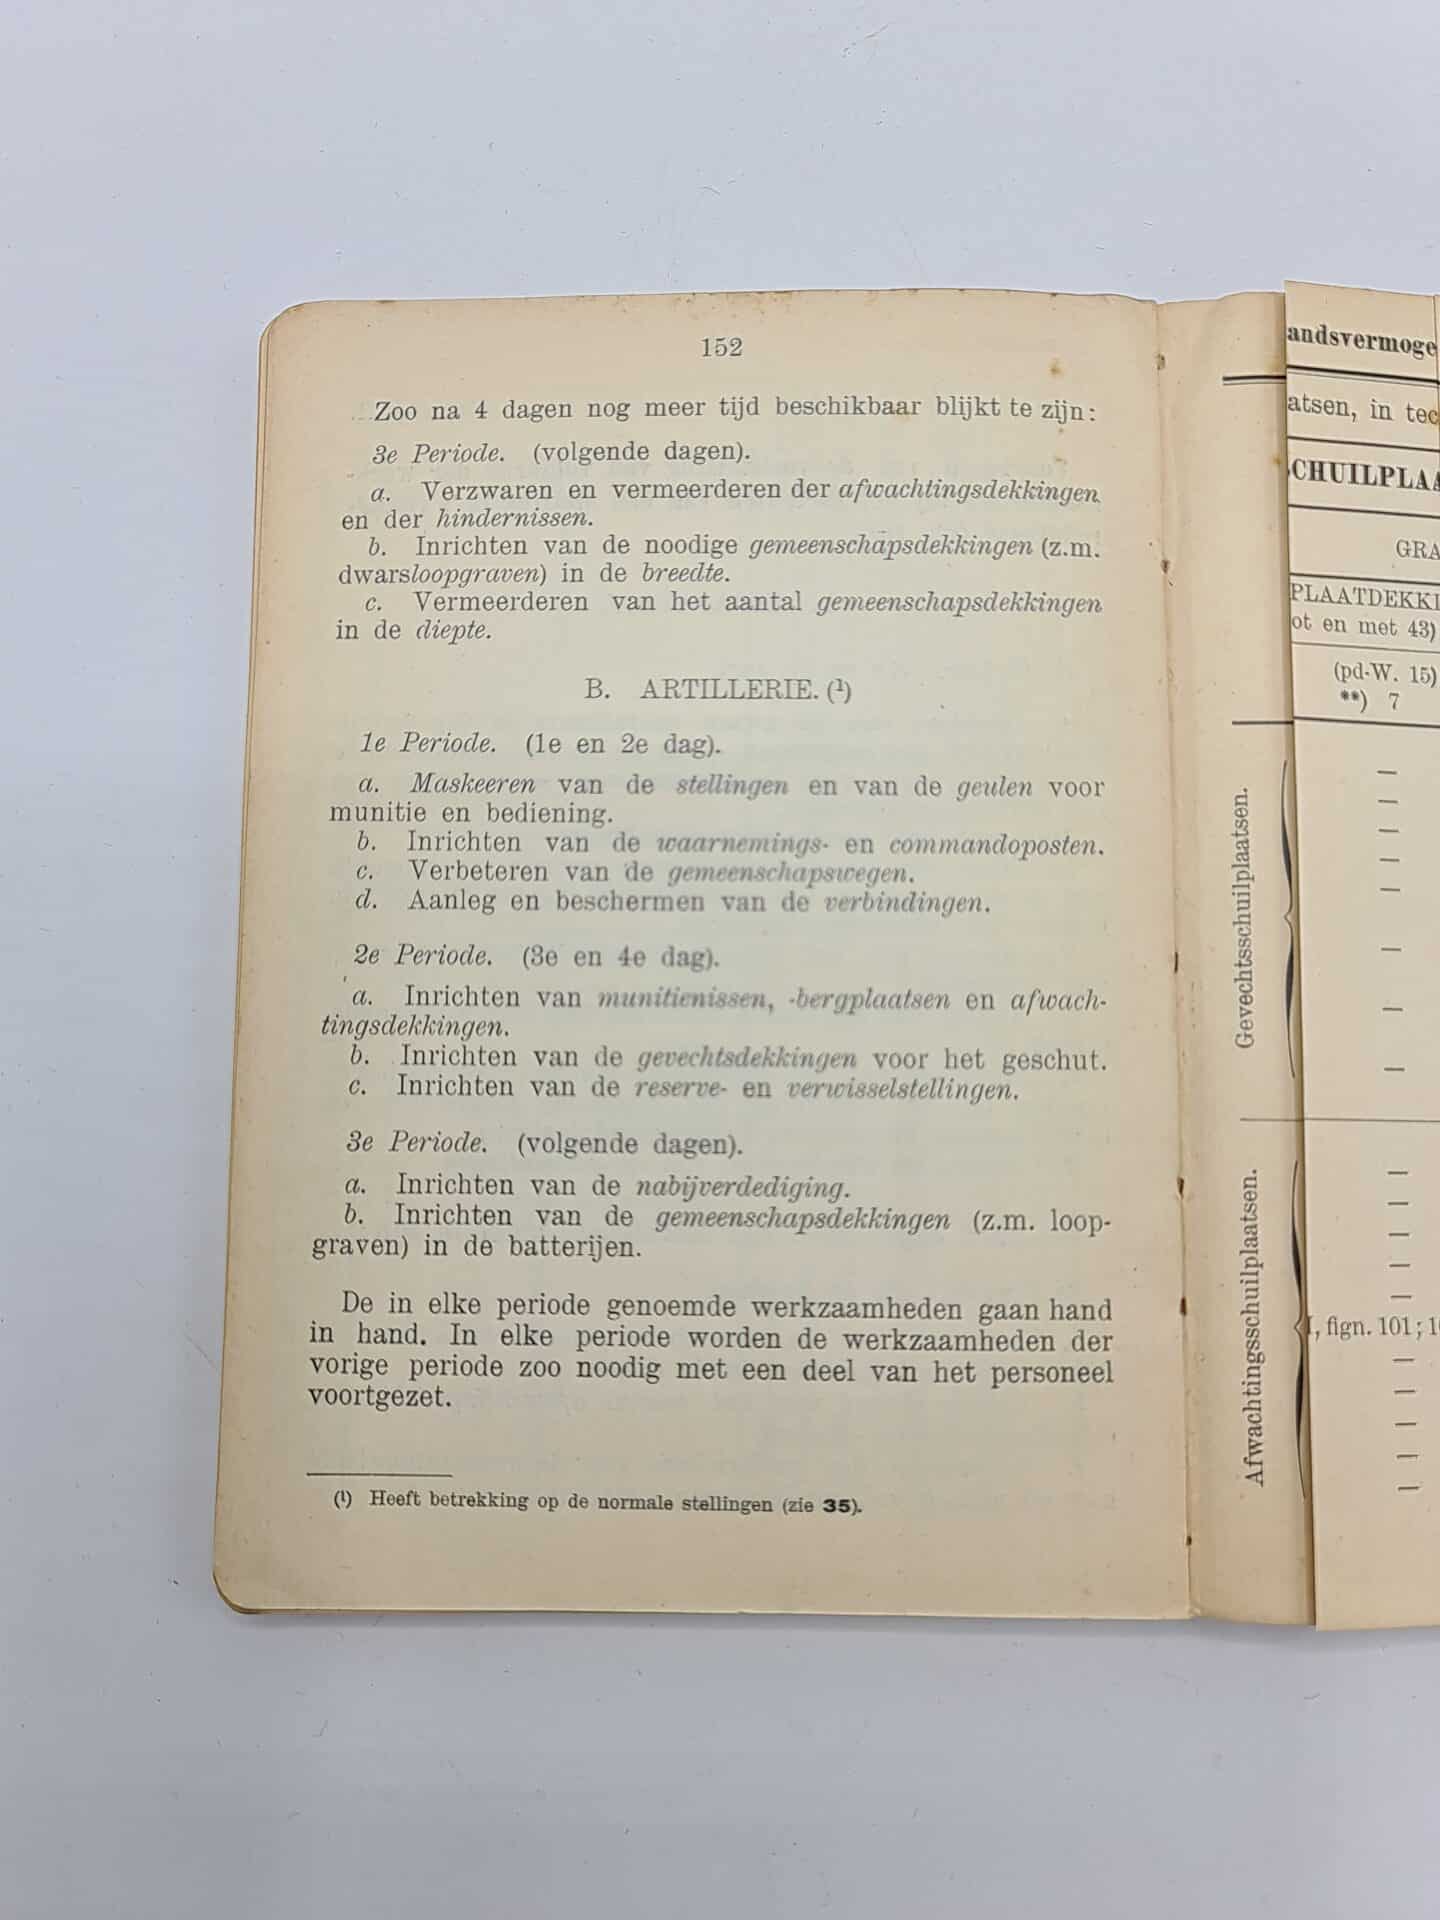 152
Zoo na 4 dagen nog meer tijd beschikbaar blijkt te zijn:
3e Periode. (volgende dagen).
a. Verzwaren en vermeerderen der afwachtingsdekkingen
en der hindernissen.
b. Inrichten van de noodige gemeenschapsdekkingen (z.m.
dwarsloopgraven) in de breedte.
c. Vermeerderen van het aantal gemeenschapsdekkingen
in de diepte.
B. ARTILLERIE. (¹)
1e Periode. (1e en 2e dag).
a. Maskeeren van de stellingen en van de geulen voor
munitie en bediening.
b. Inrichten van de waarnemings- en commandoposten.
c. Verbeteren van de gemeenschapswegen.
d. Aanleg en beschermen van de verbindingen.
2e Periode. (3e en 4e dag).
a. Inrichten van munitienissen, -bergplaatsen en afwach-
tingsdekkingen.
b. Inrichten van de gevechtsdekkingen voor het geschut.
c. Inrichten van de reserve- en verwisselstellingen.
3e Periode. (volgende dagen).
a. Inrichten van de nabijverdediging.
b. Inrichten van de gemeenschapsdekkingen (z.m. loop-
graven) in de batterijen.
De in elke periode genoemde werkzaamheden gaan hand
in hand. In elke periode worden de werkzaamheden der
vorige periode zoo noodig met een deel van het personeel
voortgezet.
(¹) Heeft betrekking op de normale stellingen (zie 35).
andsvermoge
atsen, in tec
SCHUILPLAA
GRA
PLAATDEKKI
ot en met 43)
(pd-W. 15)
**) 7
Gevechtsschuilplaatsen.
—
—
—
—
—
—
—
—
Afwachtingsschuilplaatsen.
—
—
—
—
—
I, fign. 101; 10
—
—
—
—
—